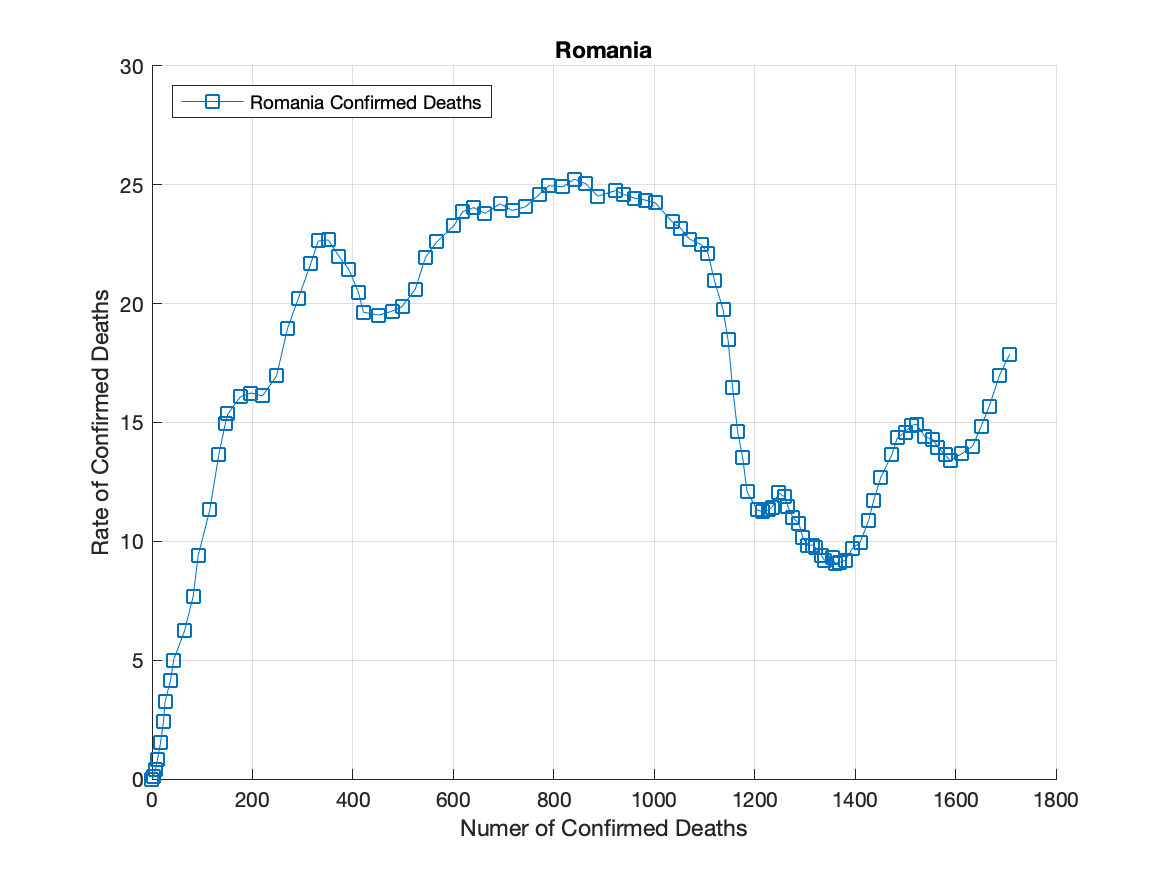 Romania
30
Romania Confirmed Deaths
25
20
15
10
5
0
Rate of Confirmed Deaths
0 200 400 600 800 1000 1200 1400 1600 1800
Numer of Confirmed Deaths